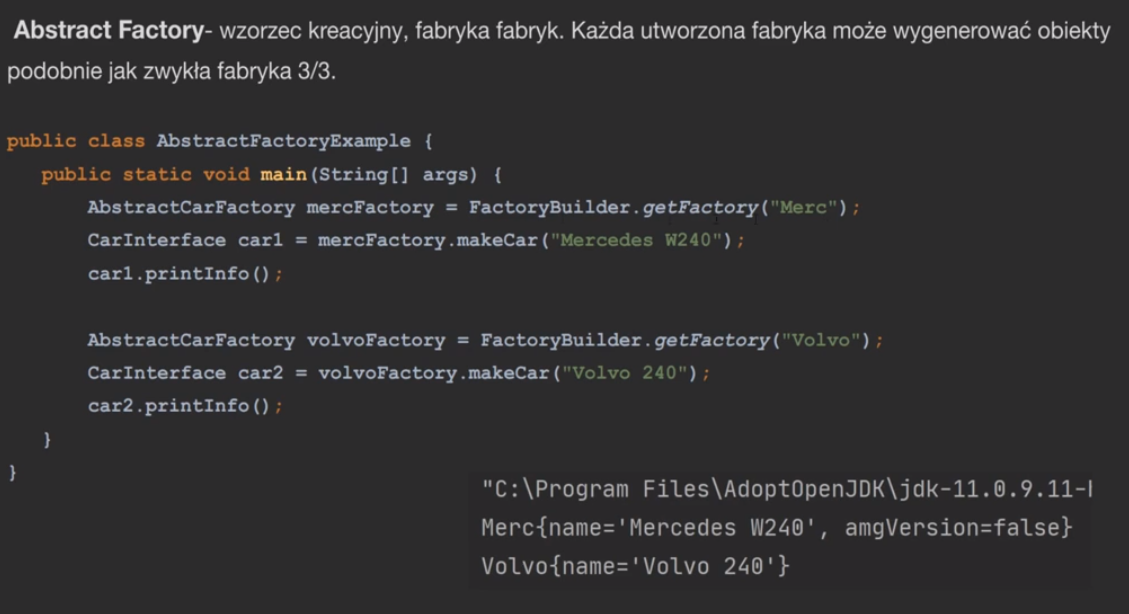 Abstract Factory- wzorzec kreacyjny, fabryka fabryk. Każda utworzona fabryka może wygenerować obiekty
podobnie jak zwykła fabryka 3/3.
public class AbstractFactoryExample {
public static void main(String[] args) {
AbstractCarFactory mercFactory = FactoryBuilder.getFactory("Merc");
CarInterface car1 = mercFactory.makeCar("Mercedes W240");
car1.printInfo();
AbstractCarFactory volvoFactory = FactoryBuilder.getFactory("Volvo");
CarInterface car2 = volvoFactory.makeCar("Volvo 240");
car2.printInfo();
}
}
"C:\Program Files\AdoptOpenJDK\jdk-11.0.9.11-
Merc{name='Mercedes W240', amgVersion=false}
Volvo{name='Volvo 240'}